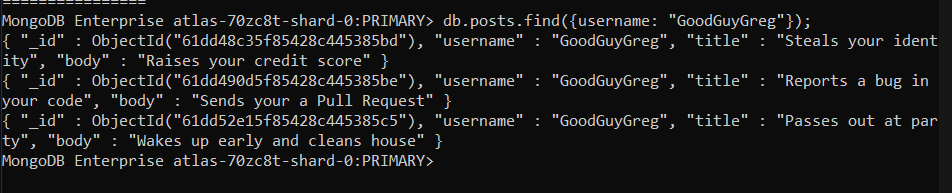 ================
MongoDB Enterprise atlas-70zc8t-shard-0:PRIMARY> db.posts.find({username: "GoodGuyGreg"});
{ "_id" : ObjectId("61dd48c35f85428c445385bd"), "username" : "GoodGuyGreg", "title" : "Steals your ident
ity", "body" : "Raises your credit score" }
{ "_id" : ObjectId("61dd490d5f85428c445385be"), "username" : "GoodGuyGreg", "title" : "Reports a bug in
your code", "body" : "Sends your a Pull Request" }
{ "_id" : ObjectId("61dd52e15f85428c445385c5"), "username" : "GoodGuyGreg", "title" : "Passes out at par
ty", "body" : "Wakes up early and cleans house" }
MongoDB Enterprise atlas-70zc8t-shard-0:PRIMARY>